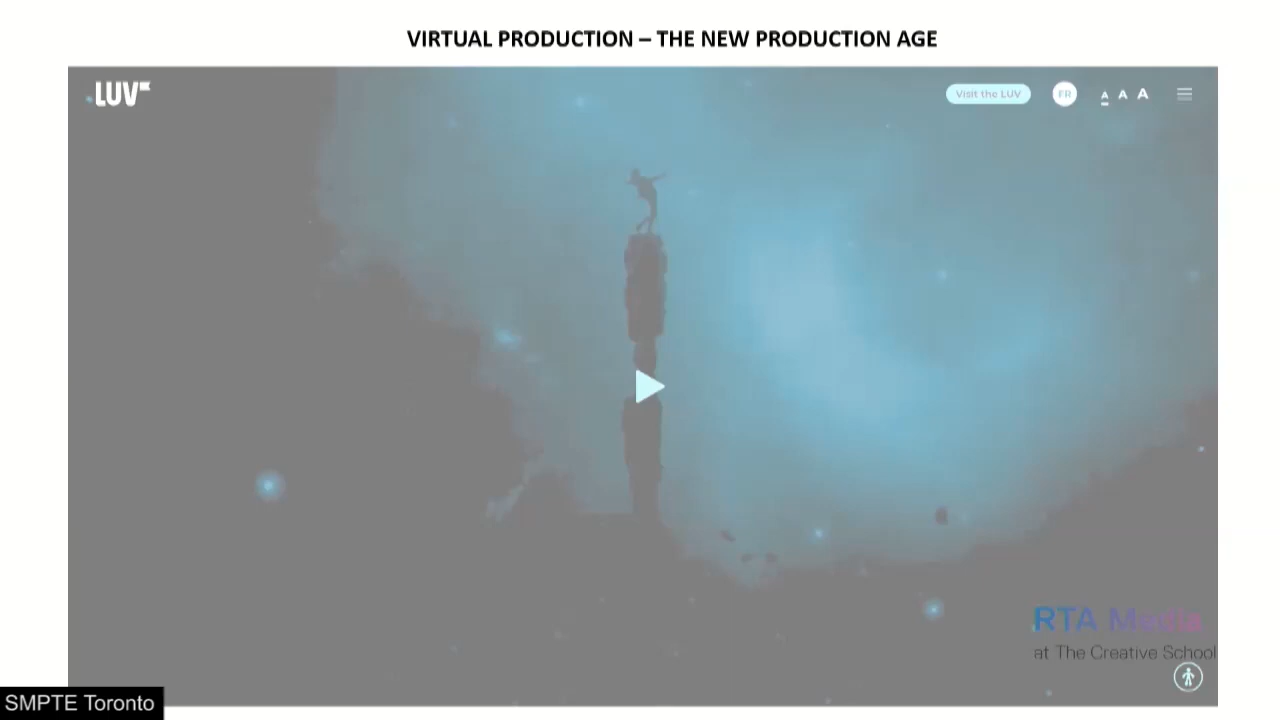 VIRTUAL PRODUCTION – THE NEW PRODUCTION AGE
LUV
Visit the LUV
FR
A A A
RTA Media
at The Creative School
SMPTE Toronto